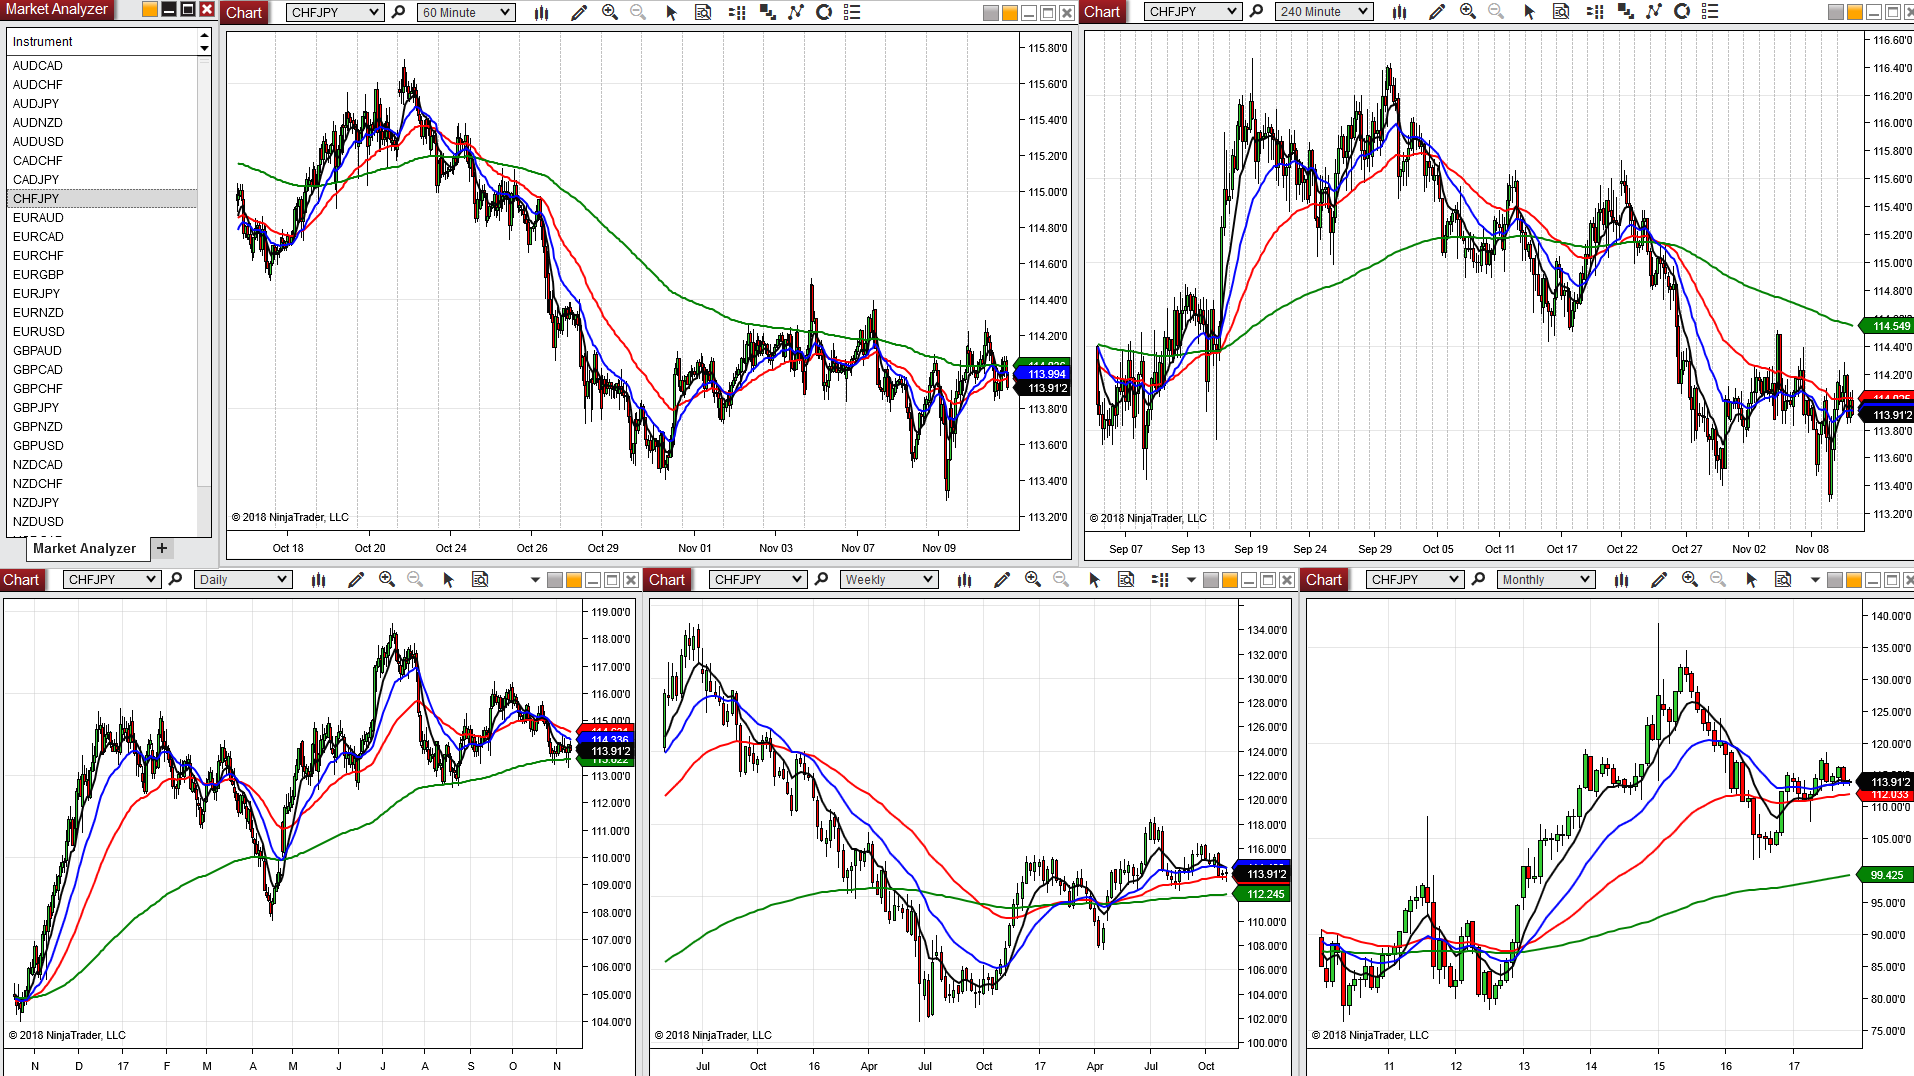 Market Analyzer
Instrument
AUDCAD
AUDCHF
AUDJPY
AUDNZD
AUDUSD
CADCHF
CADJPY
CHFJPY
EURAUD
EURCAD
EURCHF
EURGBP
EURJPY
EURNZD
EURUSD
GBPAUD
GBPCAD
GBPCHF
GBPJPY
GBPNZD
GBPUSD
NZDCAD
NZDCHF
NZDJPY
NZDUSD
Market Analyzer +
Chart CHFJPY 60 Minute
115.80'0
115.60'0
115.40'0
115.20'0
115.00'0
114.80'0
114.60'0
114.40'0
114.20'0
113.994
113.91'2
113.80'0
113.60'0
113.40'0
113.20'0
© 2018 NinjaTrader, LLC
Oct 18 Oct 20 Oct 24 Oct 26 Oct 29 Nov 01 Nov 03 Nov 07 Nov 09
Chart CHFJPY 240 Minute
116.60'0
116.40'0
116.20'0
116.00'0
115.80'0
115.60'0
115.40'0
115.20'0
115.00'0
114.80'0
114.549
114.40'0
114.20'0
113.91'2
113.80'0
113.60'0
113.40'0
113.20'0
© 2018 NinjaTrader, LLC
Sep 07 Sep 13 Sep 19 Sep 24 Sep 29 Oct 05 Oct 11 Oct 17 Oct 22 Oct 27 Nov 02 Nov 08
Chart CHFJPY Daily
119.00'0
118.00'0
117.00'0
116.00'0
115.00'0
114.336
113.91'2
113.00'0
112.00'0
111.00'0
110.00'0
109.00'0
108.00'0
107.00'0
106.00'0
105.00'0
104.00'0
© 2018 NinjaTrader, LLC
N D 17 F M A M J J A S O N
Chart CHFJPY Weekly
134.00'0
132.00'0
130.00'0
128.00'0
126.00'0
124.00'0
122.00'0
120.00'0
118.00'0
116.00'0
113.91'2
112.245
110.00'0
108.00'0
106.00'0
104.00'0
102.00'0
100.00'0
© 2018 NinjaTrader, LLC
Jul Oct 16 Apr Jul Oct 17 Apr Jul Oct
Chart CHFJPY Monthly
140.00'0
135.00'0
130.00'0
125.00'0
120.00'0
113.91'2
112.033
110.00'0
105.00'0
99.425
95.00'0
90.00'0
85.00'0
80.00'0
75.00'0
© 2018 NinjaTrader, LLC
11 12 13 14 15 16 17